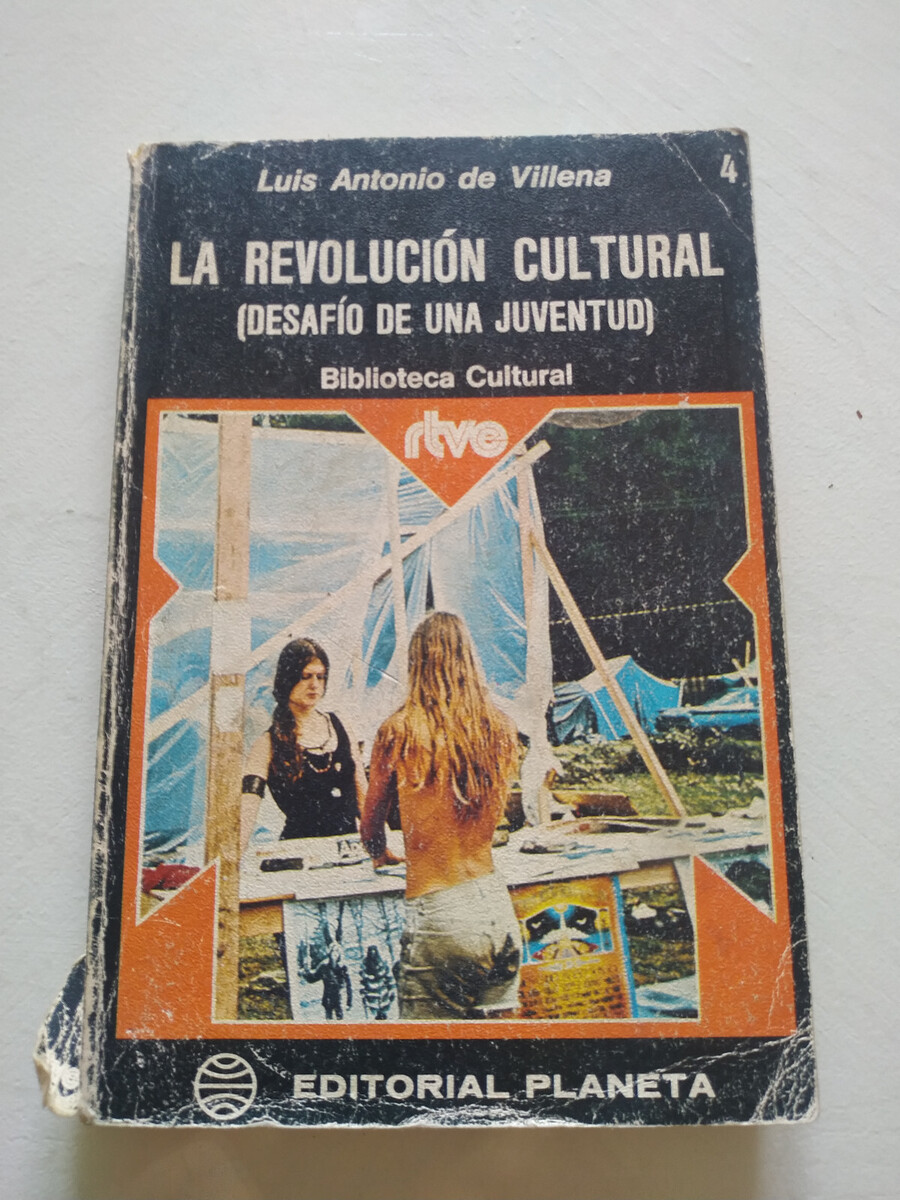 Luis Antonio de Villena
4
LA REVOLUCIÓN CULTURAL
(DESAFÍO DE UNA JUVENTUD)
Biblioteca Cultural
rtve
EDITORIAL PLANETA